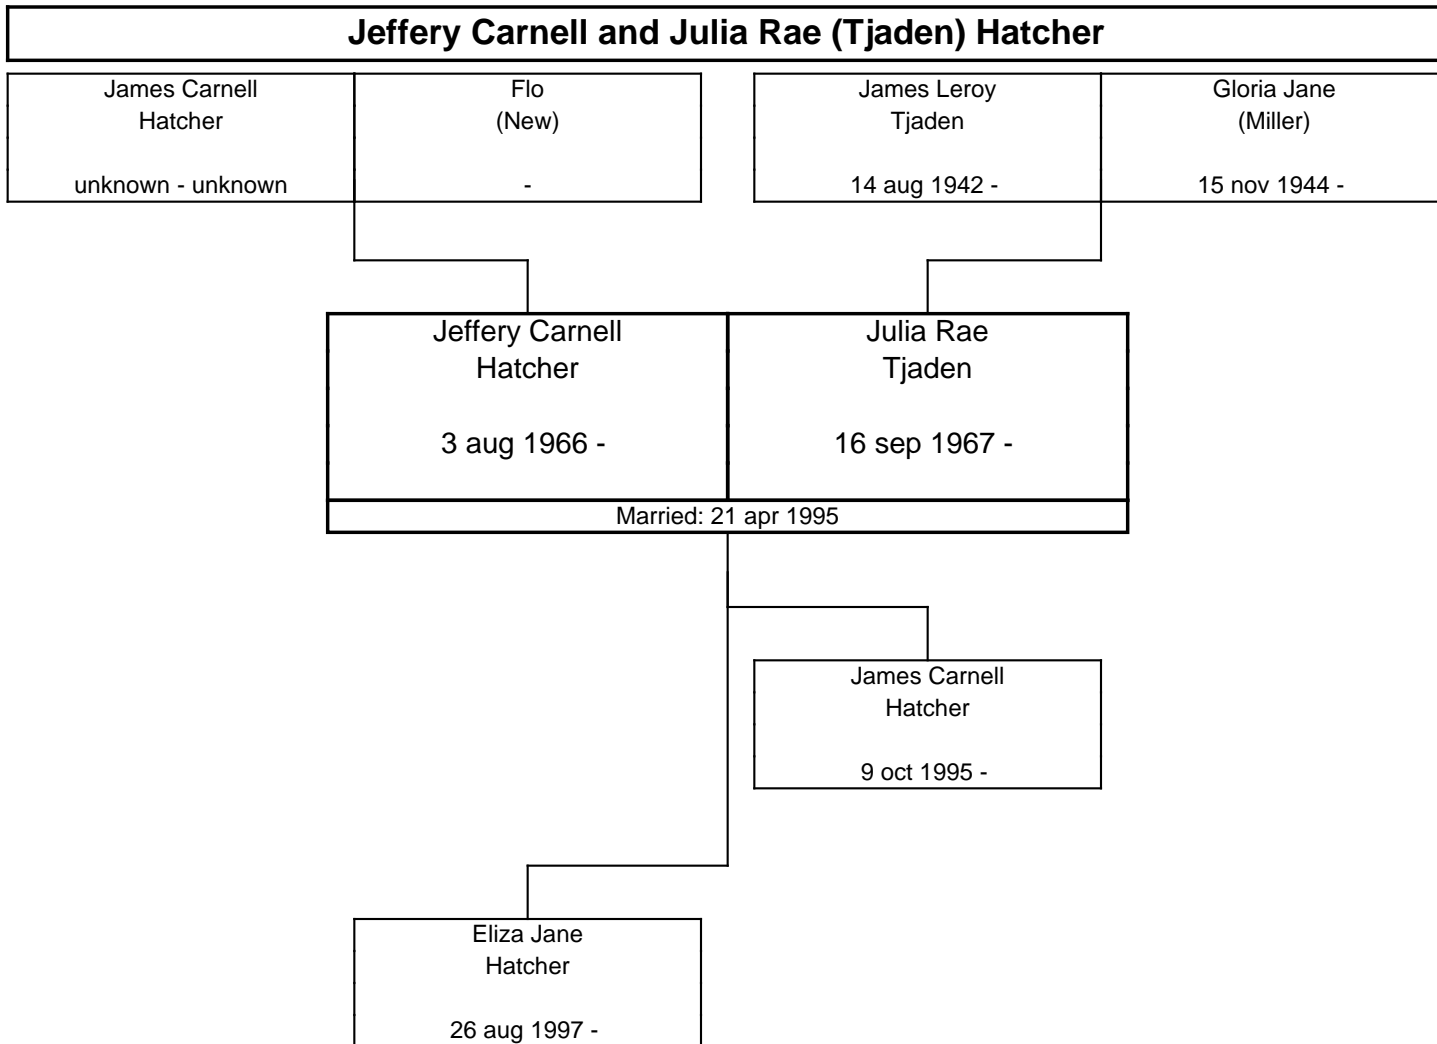 Jeffery Carnell and Julia Rae (Tjaden) Hatcher
James Carnell
Hatcher
unknown - unknown
Flo
(New)
-
James Leroy
Tjaden
14 aug 1942 -
Gloria Jane
(Miller)
15 nov 1944 -
Jeffery Carnell
Hatcher
3 aug 1966 -
Julia Rae
Tjaden
16 sep 1967 -
Married: 21 apr 1995
James Carnell
Hatcher
9 oct 1995 -
Eliza Jane
Hatcher
26 aug 1997 -